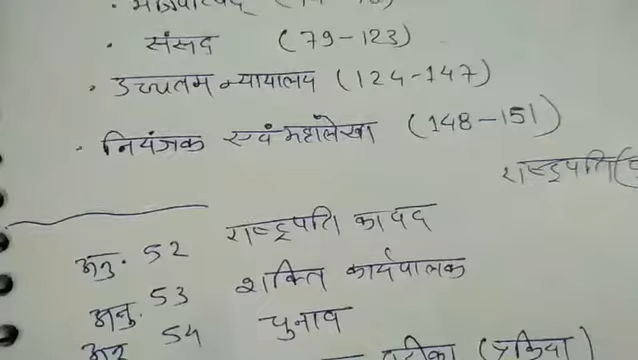 संसद (79-123)
उच्चतम न्यायालय (124-147)
नियंत्रक एवं महालेखा (148-151)
राष्ट्रपति
अनु. 52 राष्ट्रपति का पद
अनु. 53 शक्ति कार्यपालक
अनु 54 चुनाव
तरीका (प्रक्रिया)